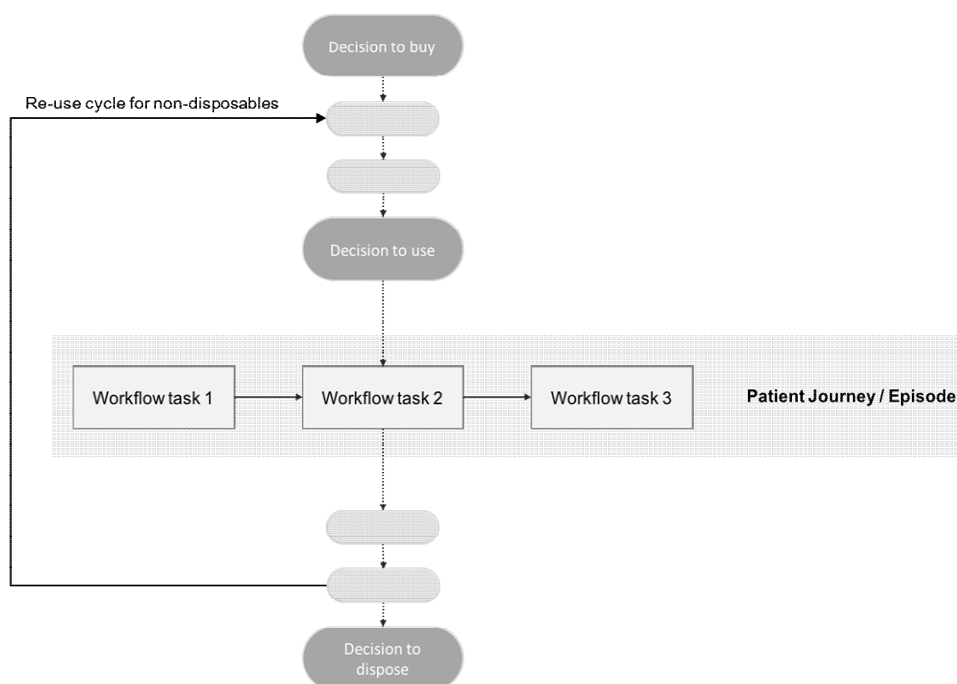 Decision to buy
Re-use cycle for non-disposables
Decision to use
Workflow task 1
Workflow task 2
Workflow task 3
Patient Journey / Episode
Decision to
dispose